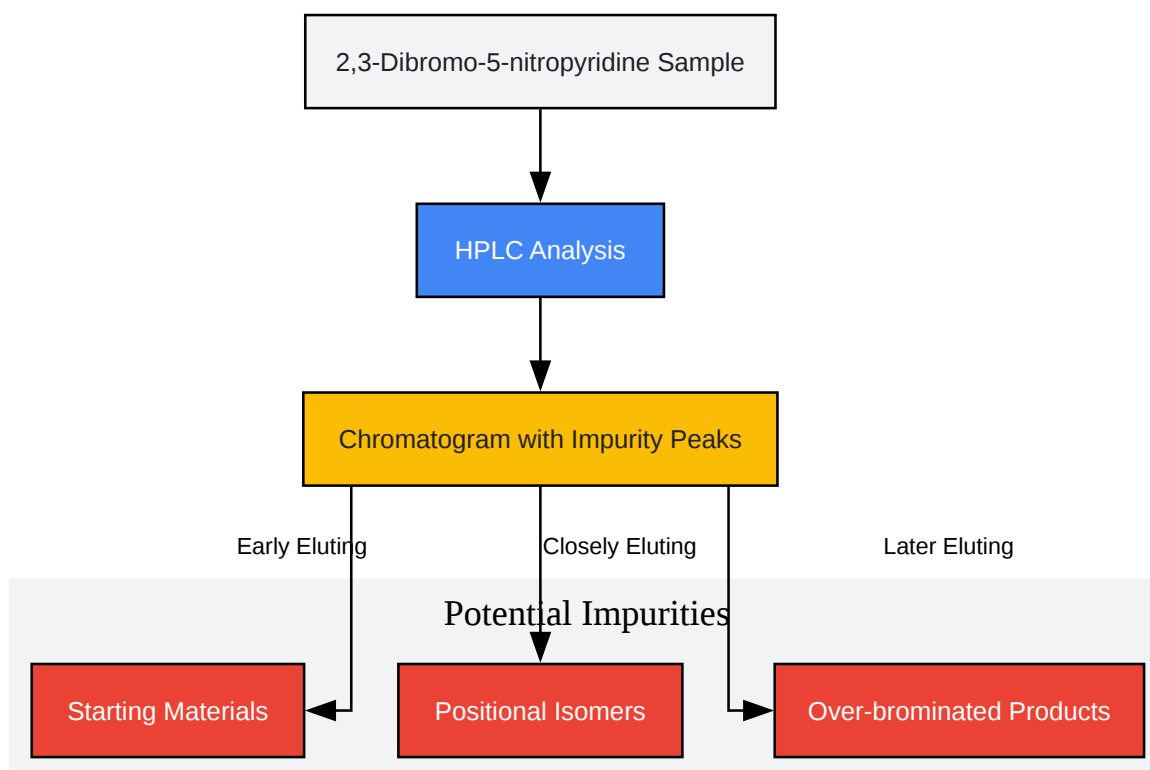 2,3-Dibromo-5-nitropyridine Sample
HPLC Analysis
Chromatogram with Impurity Peaks
Early Eluting
Closely Eluting
Later Eluting
Potential Impurities
Starting Materials
Positional Isomers
Over-brominated Products